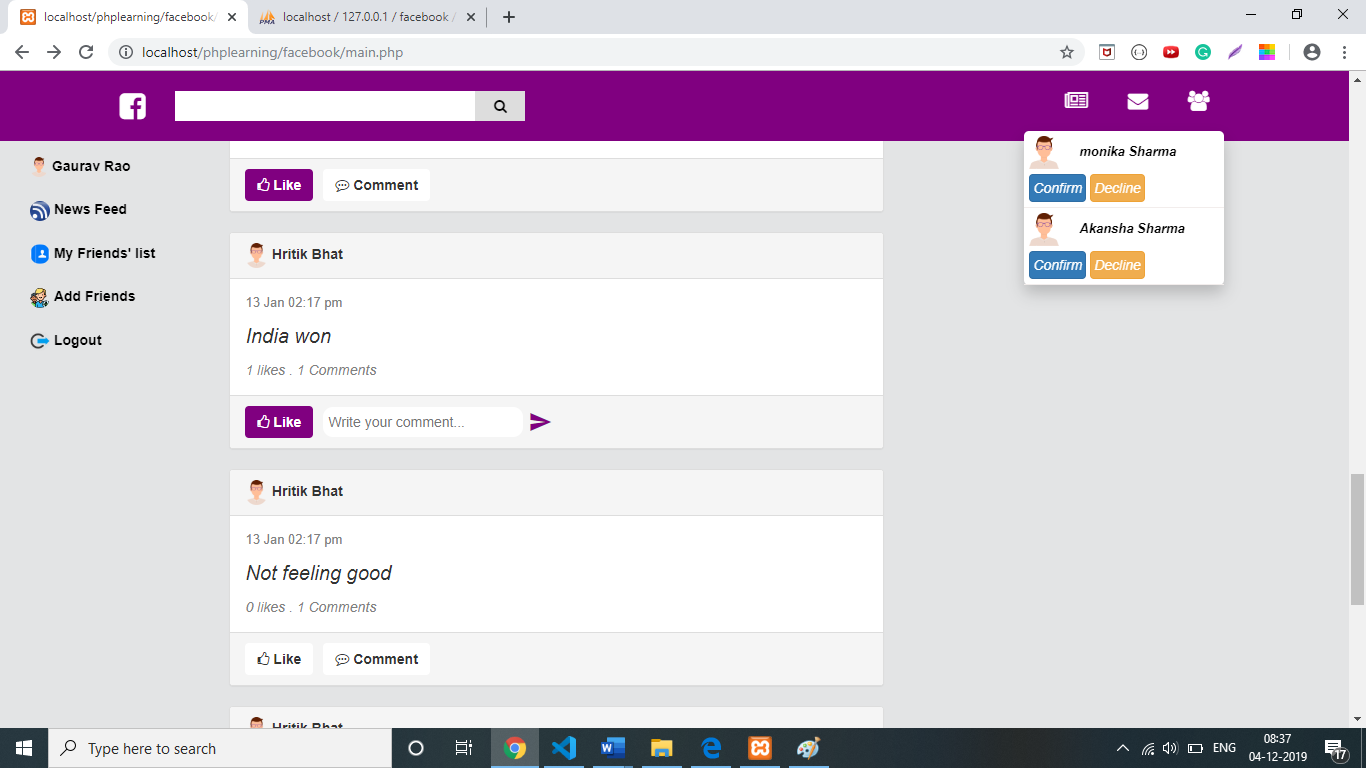 localhost/phplearning/facebook/
localhost / 127.0.0.1 / facebook /
localhost/phplearning/facebook/main.php
Gaurav Rao
News Feed
My Friends' list
Add Friends
Logout
Like Comment
Hritik Bhat
13 Jan 02:17 pm
India won
1 likes . 1 Comments
Like Write your comment...
Hritik Bhat
13 Jan 02:17 pm
Not feeling good
0 likes . 1 Comments
Like Comment
Hritik Bhat
monika Sharma
Confirm Decline
Akansha Sharma
Confirm Decline
Type here to search
ENG
08:37
04-12-2019
17